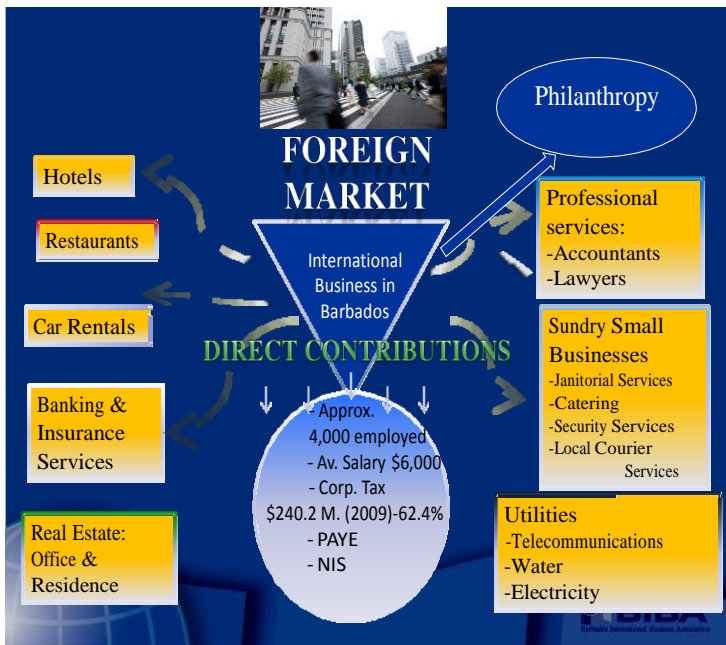 Philanthropy
FOREIGN
MARKET
Hotels
Restaurants
Car Rentals
Banking &
Insurance
Services
Real Estate:
Office &
Residence
International
Business in
Barbados
DIRECT CONTRIBUTIONS
- Approx.
4,000 employed
- Av. Salary $6,000
- Corp. Tax
$240.2 M. (2009)-62.4%
- PAYE
- NIS
Professional
services:
-Accountants
-Lawyers
Sundry Small
Businesses
-Janitorial Services
-Catering
-Security Services
-Local Courier
Services
Utilities
-Telecommunications
-Water
-Electricity
BIBA
Barbados International Business Association